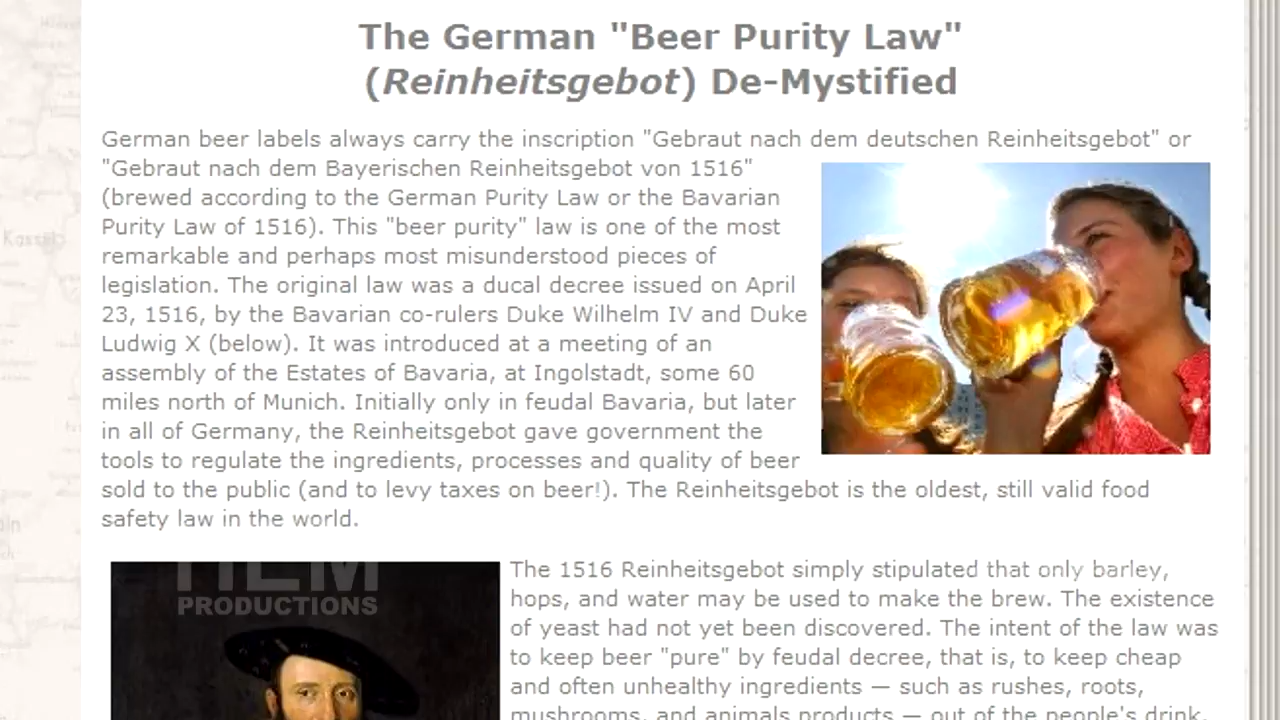 The German "Beer Purity Law"
(Reinheitsgebot) De-Mystified
German beer labels always carry the inscription "Gebraut nach dem deutschen Reinheitsgebot" or
"Gebraut nach dem Bayerischen Reinheitsgebot von 1516"
(brewed according to the German Purity Law or the Bavarian
Purity Law of 1516). This "beer purity" law is one of the most
remarkable and perhaps most misunderstood pieces of
legislation. The original law was a ducal decree issued on April
23, 1516, by the Bavarian co-rulers Duke Wilhelm IV and Duke
Ludwig X (below). It was introduced at a meeting of an
assembly of the Estates of Bavaria, at Ingolstadt, some 60
miles north of Munich. Initially only in feudal Bavaria, but later
in all of Germany, the Reinheitsgebot gave government the
tools to regulate the ingredients, processes and quality of beer
sold to the public (and to levy taxes on beer!). The Reinheitsgebot is the oldest, still valid food
safety law in the world.
The 1516 Reinheitsgebot simply stipulated that only barley,
hops, and water may be used to make the brew. The existence
of yeast had not yet been discovered. The intent of the law was
to keep beer "pure" by feudal decree, that is, to keep cheap
and often unhealthy ingredients — such as rushes, roots,
mushrooms, and animals products — out of the people's drink.
PRODUCTIONS